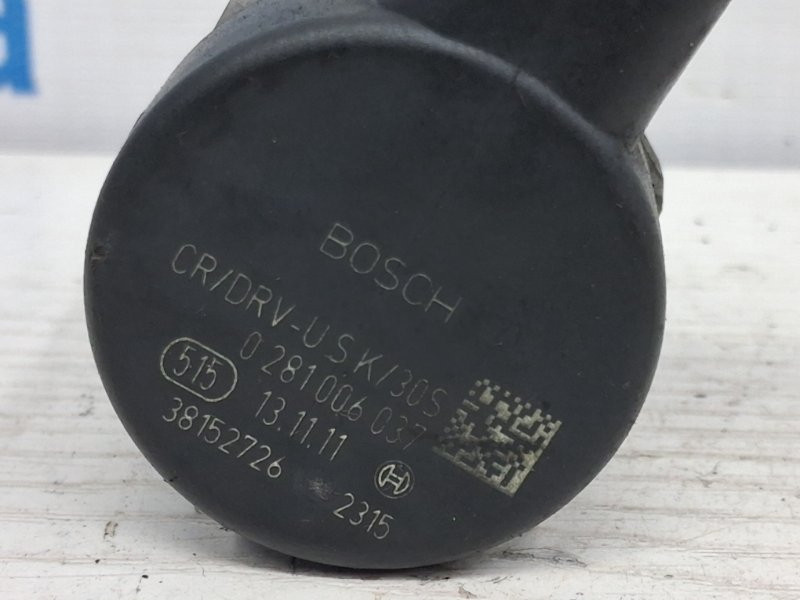 BOSCH
CR/DRV-USK/30S
0 281 006 037
515 13.11.11
38152726 2315